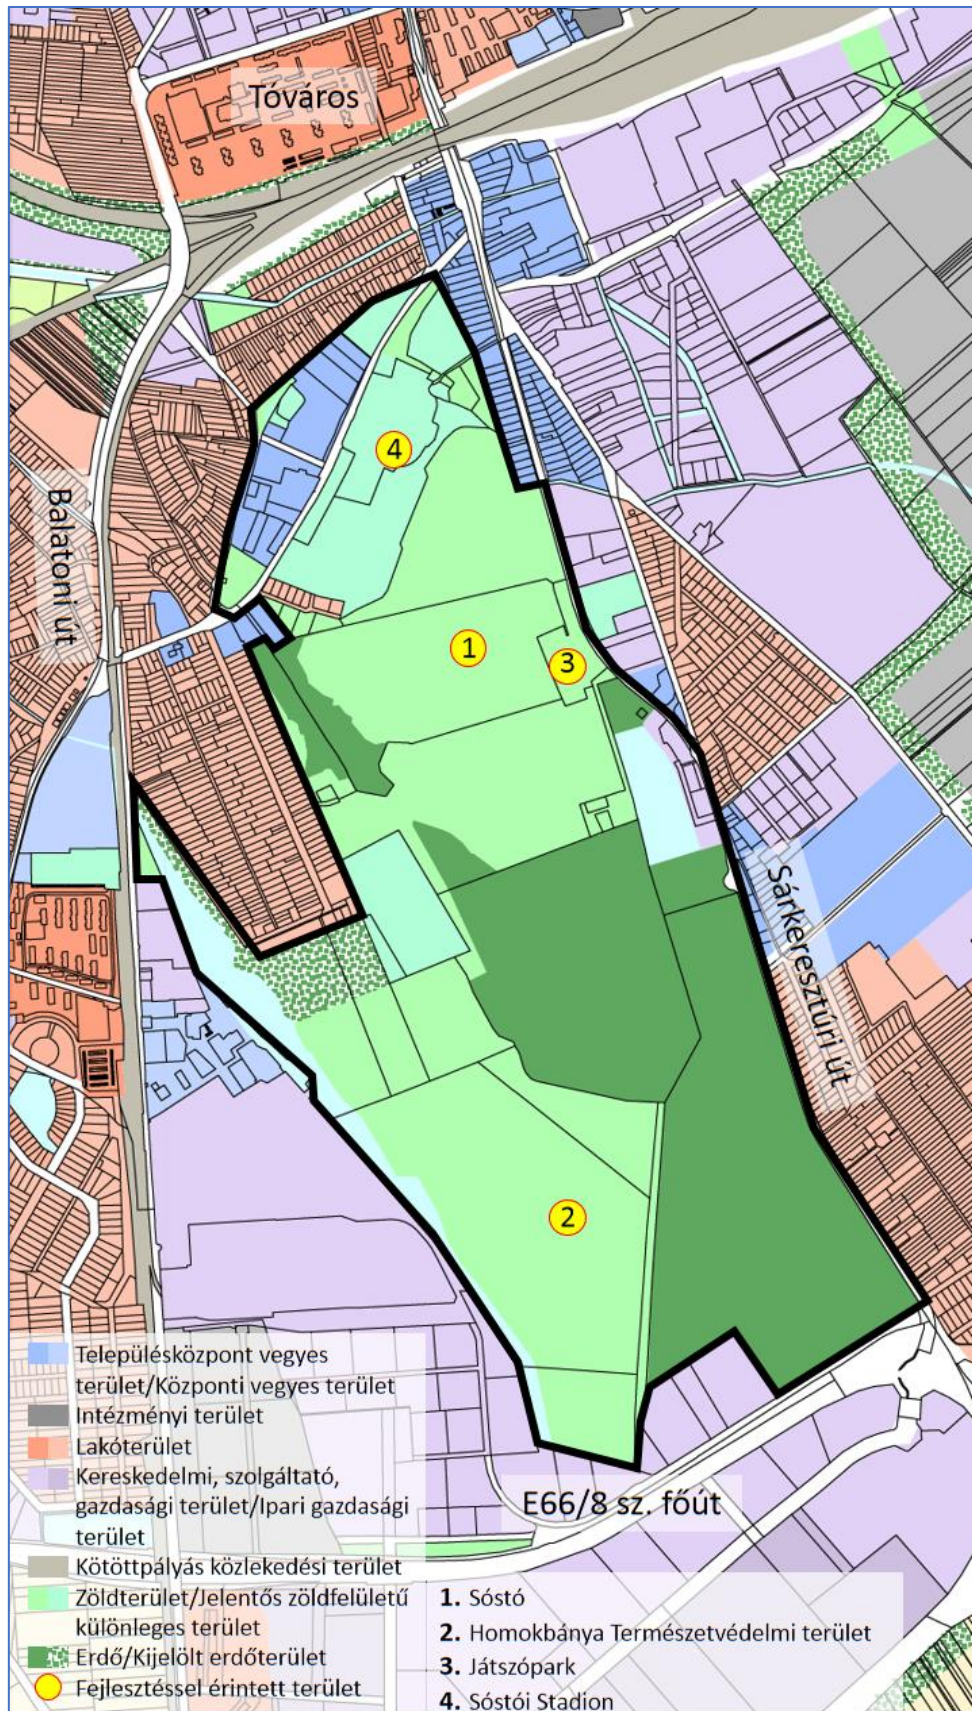 Tóváros
4
Balatoni út
1
3
Sárkeresztúri út
2
Településközpont vegyes
terület/Központi vegyes terület
Intézményi terület
Lakóterület
Kereskedelmi, szolgáltató,
gazdasági terület/Ipari gazdasági
terület
Kötöttpályás közlekedési terület
Zöldterület/Jelentős zöldfelületű
különleges terület
Erdő/Kijelölt erdőterület
Fejlesztéssel érintett terület
E66/8 sz. főút
1. Sóstó
2. Homokbánya Természetvédelmi terület
3. Játszópark
4. Sóstói Stadion